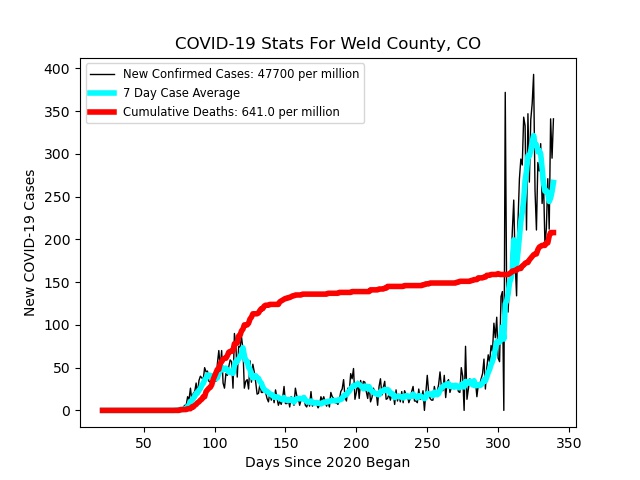 COVID-19 Stats For Weld County, CO
New Confirmed Cases: 47700 per million
7 Day Case Average
Cumulative Deaths: 641.0 per million
New COVID-19 Cases
400
350
300
250
200
150
100
50
0
50 100 150 200 250 300 350
Days Since 2020 Began